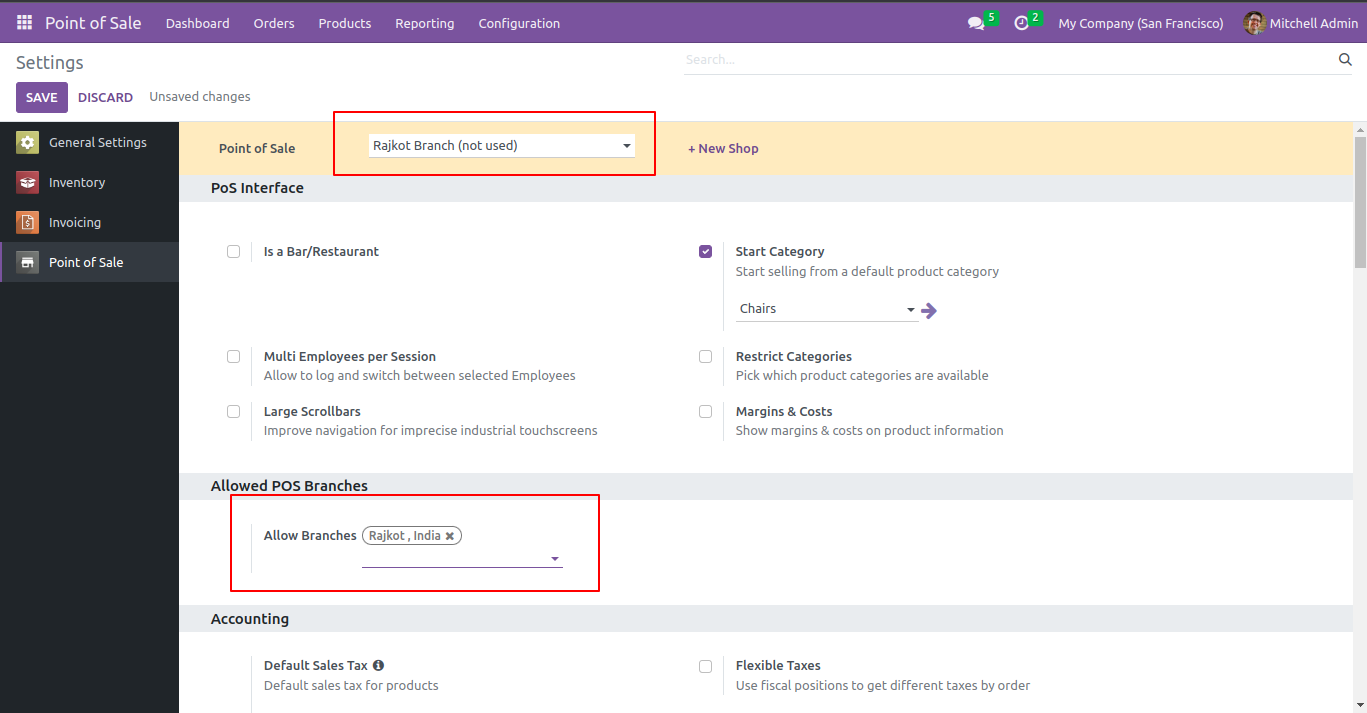 Point of Sale Dashboard Orders Products Reporting Configuration 5 2 My Company (San Francisco) Mitchell Admin
Settings Search...
SAVE DISCARD Unsaved changes
General Settings
Inventory
Invoicing
Point of Sale
Point of Sale Rajkot Branch (not used) + New Shop
PoS Interface
Is a Bar/Restaurant
Start Category
Start selling from a default product category
Chairs
Multi Employees per Session
Allow to log and switch between selected Employees
Restrict Categories
Pick which product categories are available
Large Scrollbars
Improve navigation for imprecise industrial touchscreens
Margins & Costs
Show margins & costs on product information
Allowed POS Branches
Allow Branches Rajkot , India ×
Accounting
Default Sales Tax
Default sales tax for products
Flexible Taxes
Use fiscal positions to get different taxes by order